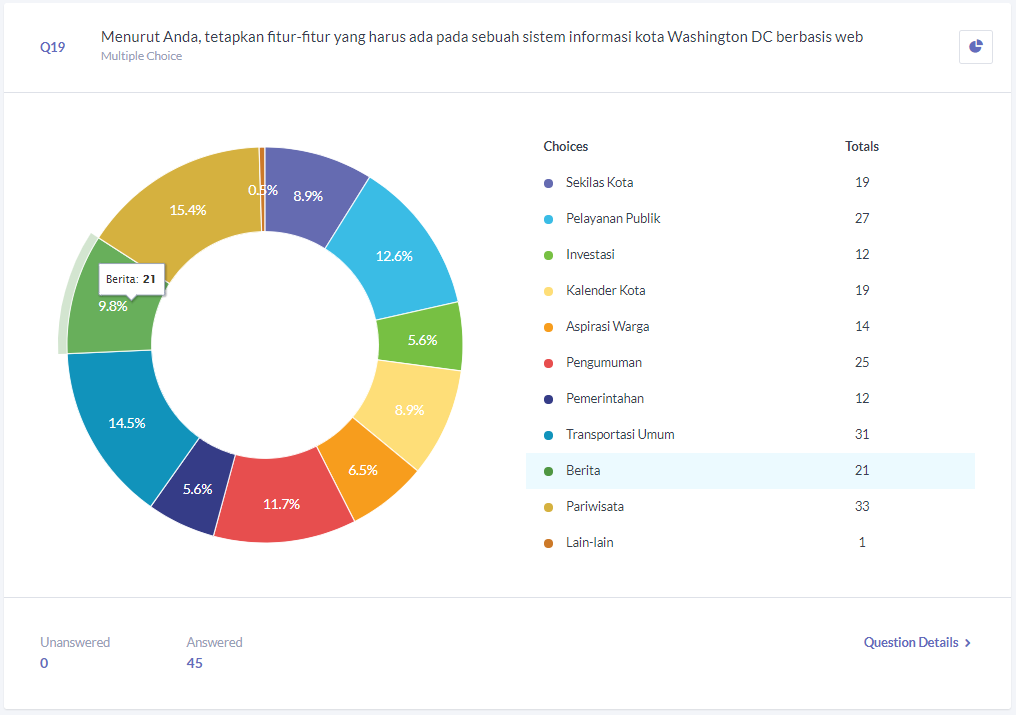 Q19
Menurut Anda, tetapkan fitur-fitur yang harus ada pada sebuah sistem informasi kota Washington DC berbasis web
Multiple Choice
0.5%
8.9%
15.4%
12.6%
Berita: 21
9.8%
5.6%
8.9%
14.5%
6.5%
5.6%
11.7%
Choices Totals
Sekilas Kota 19
Pelayanan Publik 27
Investasi 12
Kalender Kota 19
Aspirasi Warga 14
Pengumuman 25
Pemerintahan 12
Transportasi Umum 31
Berita 21
Pariwisata 33
Lain-lain 1
Unanswered Answered
0 45
Question Details >